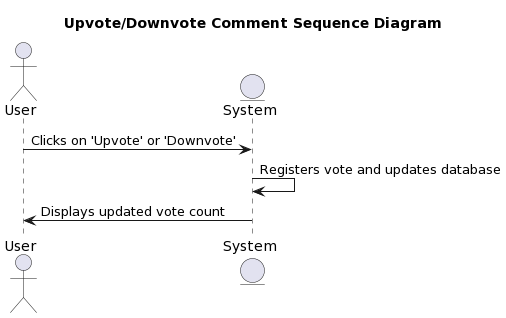 Upvote/Downvote Comment Sequence Diagram
User
System
Clicks on 'Upvote' or 'Downvote'
Registers vote and updates database
Displays updated vote count
User
System